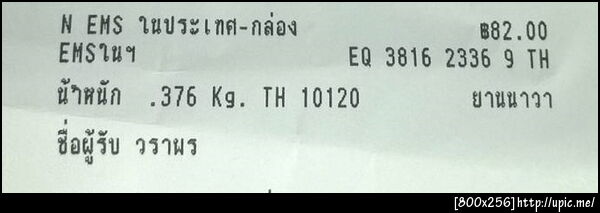 N EMS ในประเทศ-กล่อง ฿82.00
EMSในฯ EQ 3816 2336 9 TH
น้ำหนัก .376 Kg. TH 10120 ยานนาวา
ชื่อผู้รับ วราพร
[800x256]http://upic.me/